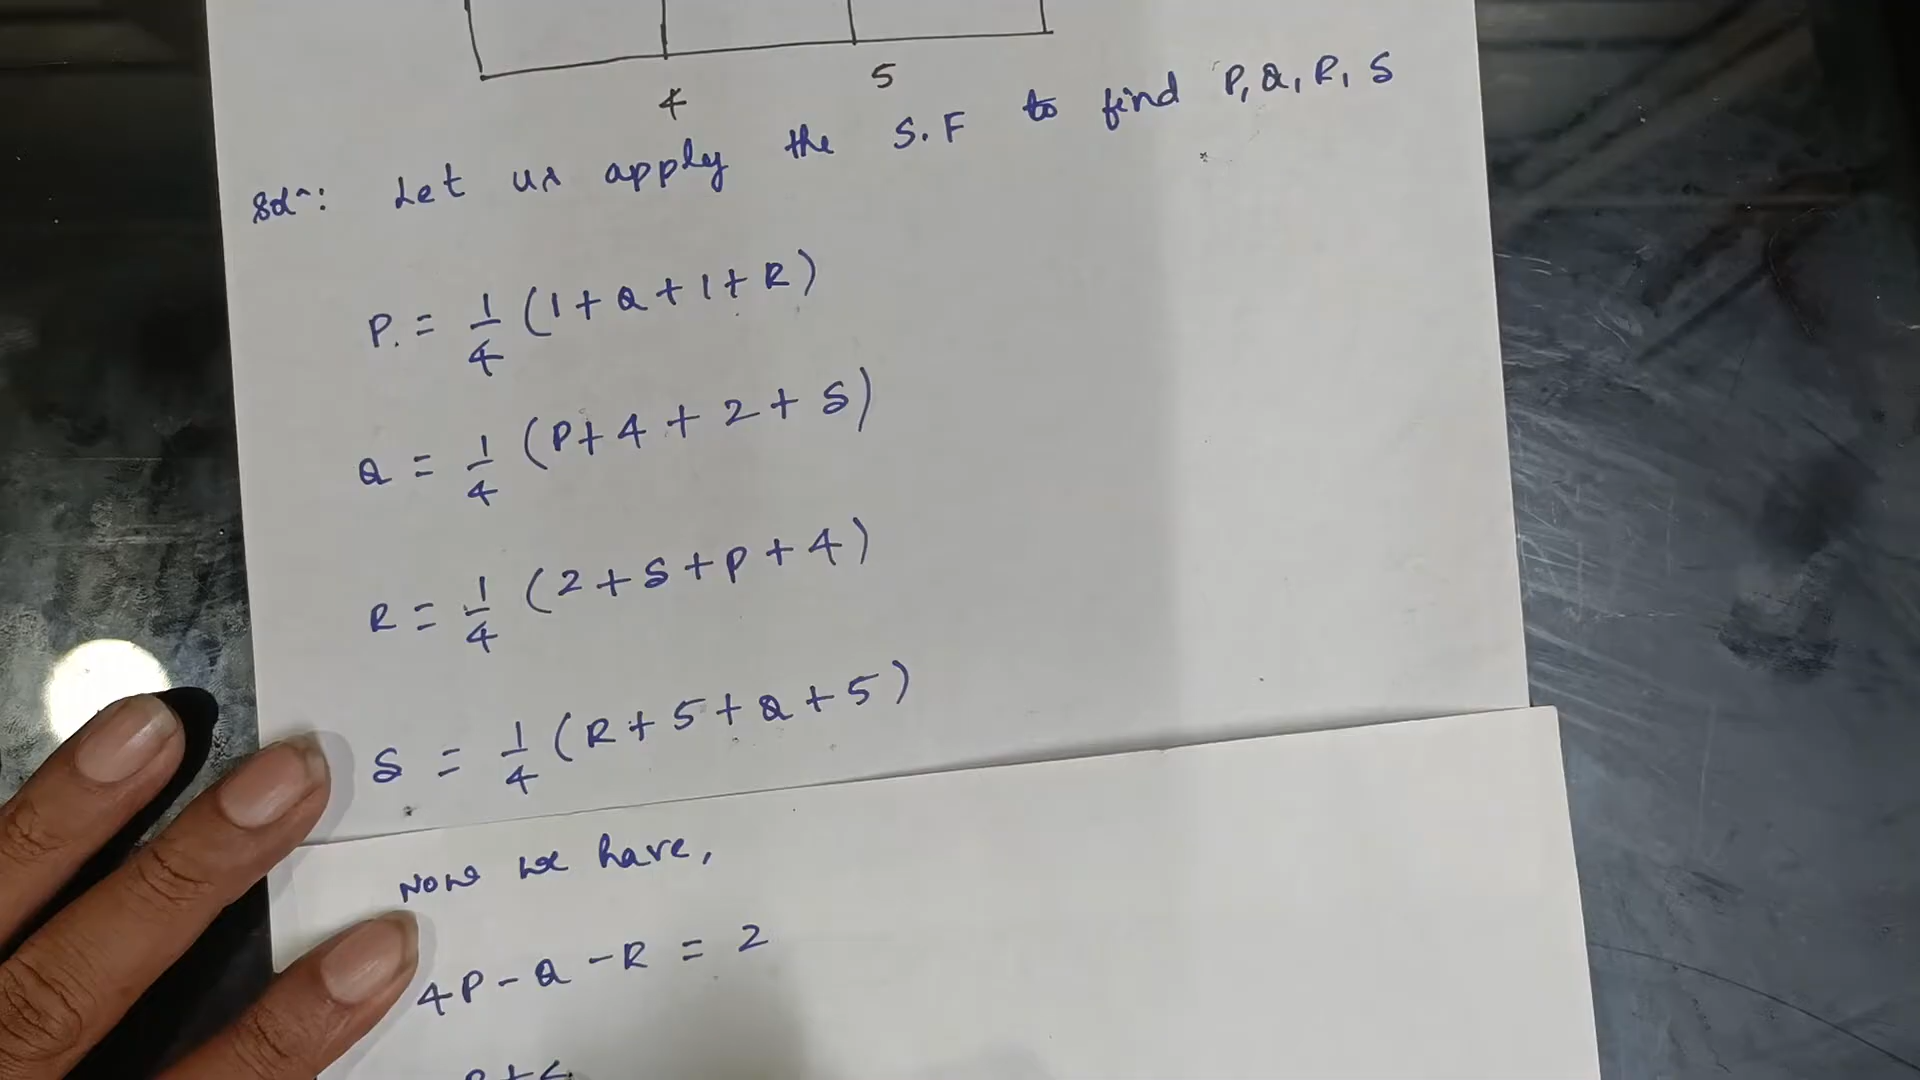 4 5
Soln: Let us apply the S.F to find P, Q, R, S
P. = 1/4 (1 + Q + 1 + R)
Q = 1/4 (P + 4 + 2 + S)
R = 1/4 (2 + S + P + 4)
S = 1/4 (R + 5 + Q + 5)
Now we have,
4P - Q - R = 2